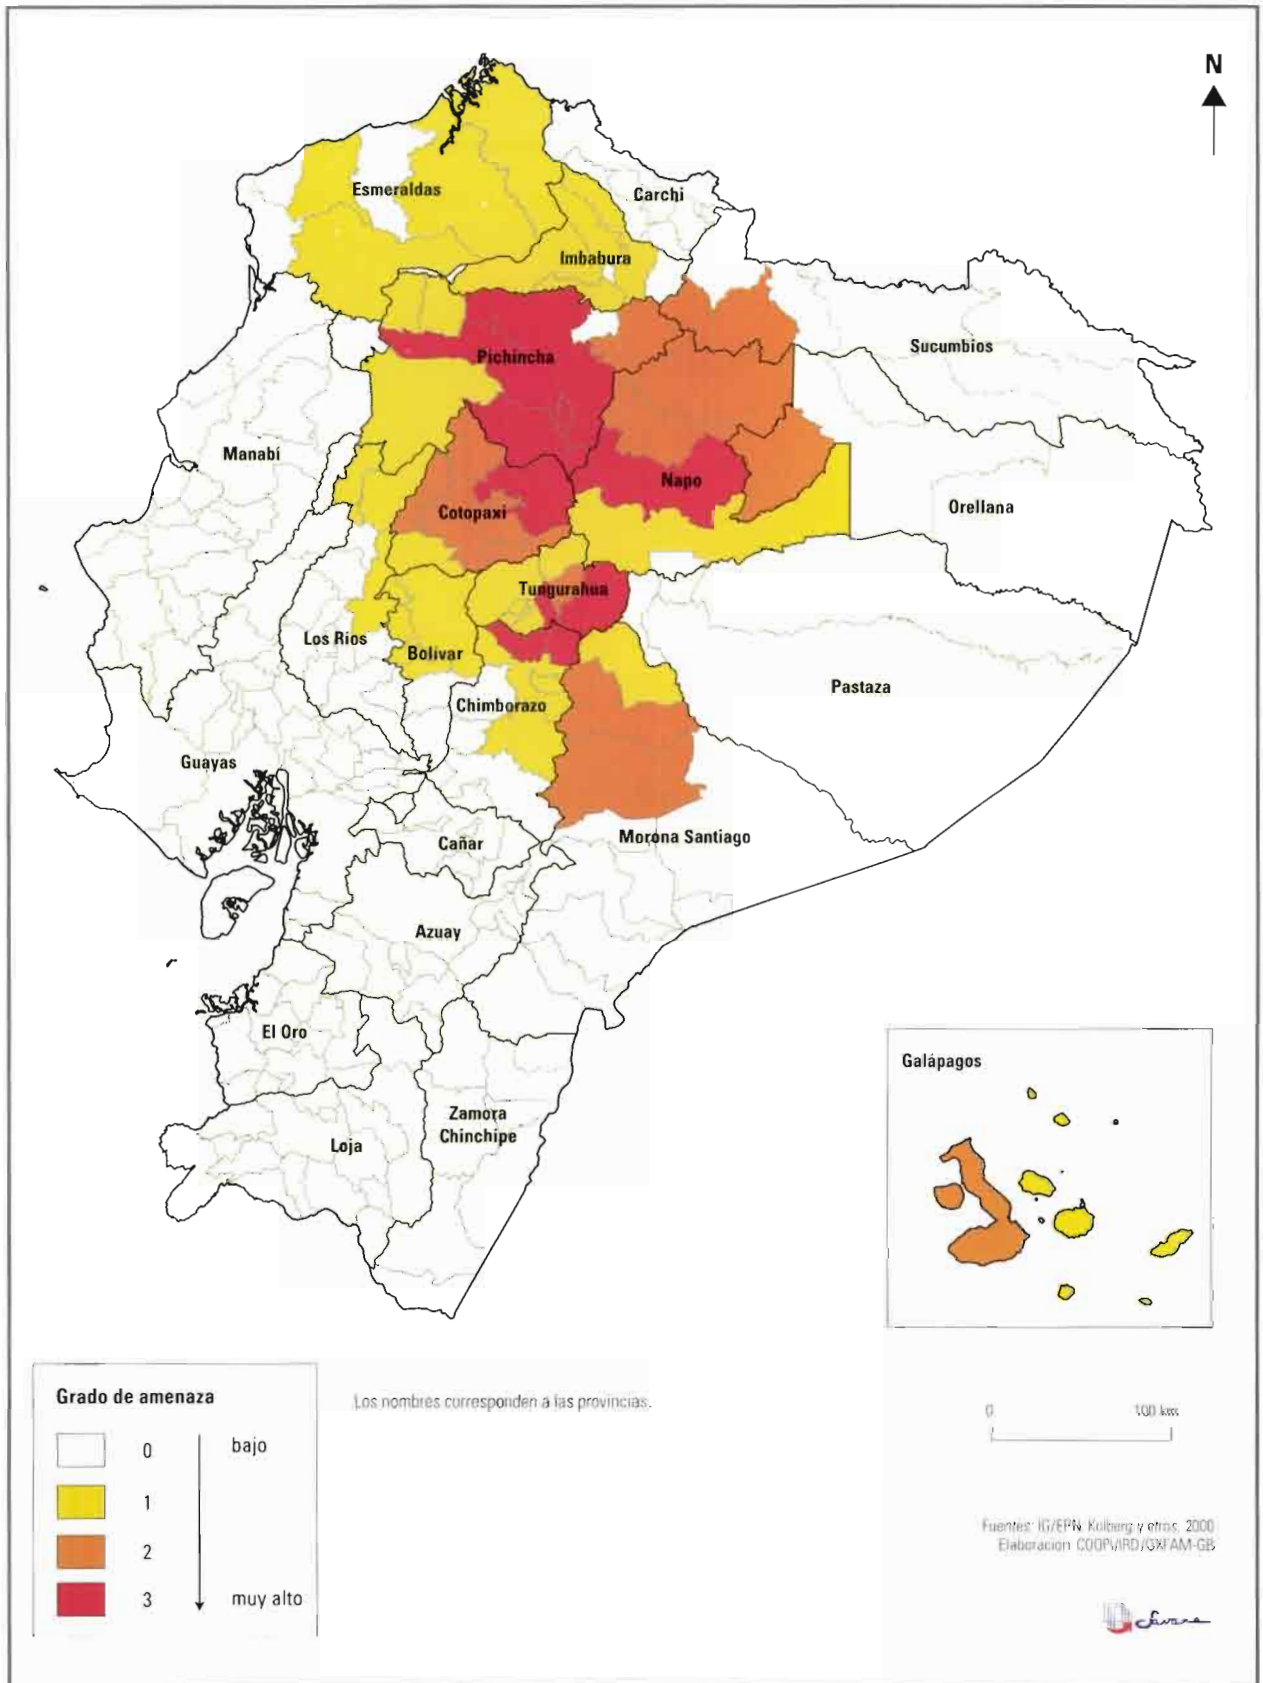 N
Esmeraldas
Carchi
Imbabura
Pichincha
Sucumbios
Manabí
Napo
Cotopaxi
Orellana
Tungurahua
Los Ríos
Bolívar
Pastaza
Chimborazo
Guayas
Morona Santiago
Cañar
Azuay
El Oro
Galápagos
Zamora
Chinchipe
Loja
Grado de amenaza
0 bajo
1
2
3 muy alto
Los nombres corresponden a las provincias.
0 100 km
Fuentes: IG/EPN, Kolberg y otros, 2000
Elaboración: COOPI/IRD/OXFAM-GB
Savane